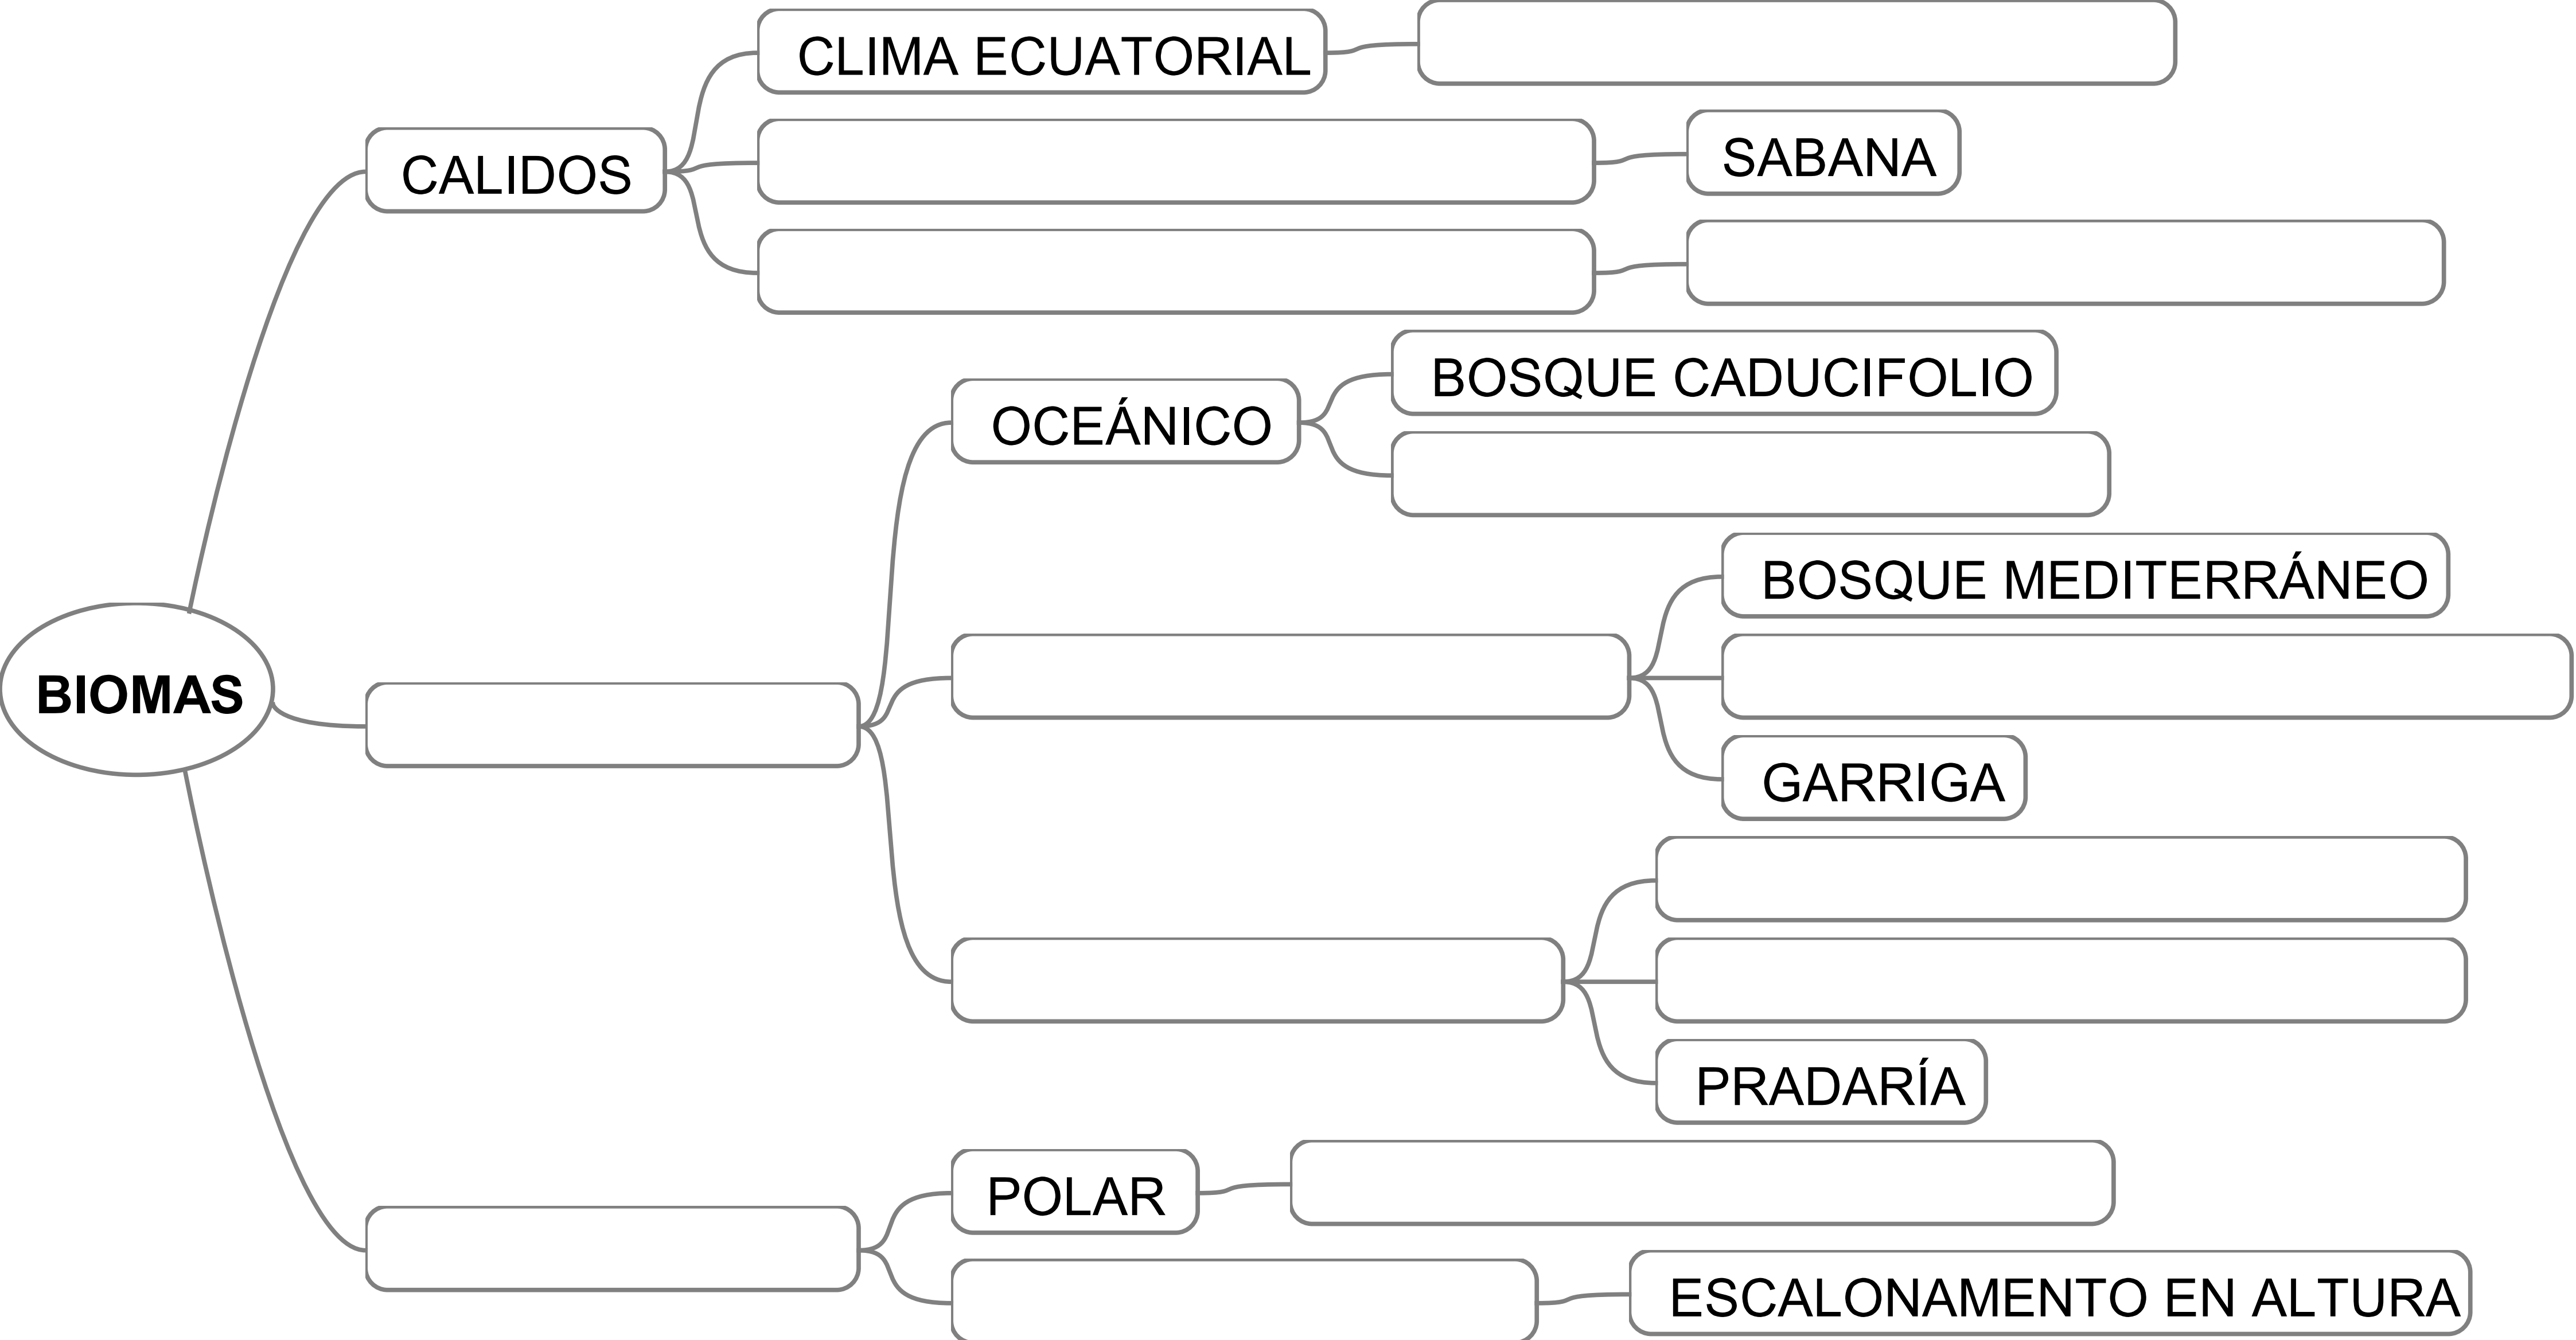 CLIMA ECUATORIAL
SABANA
CALIDOS
BOSQUE CADUCIFOLIO
OCEÁNICO
BOSQUE MEDITERRÁNEO
BIOMAS
GARRIGA
PRADARÍA
POLAR
ESCALONAMENTO EN ALTURA